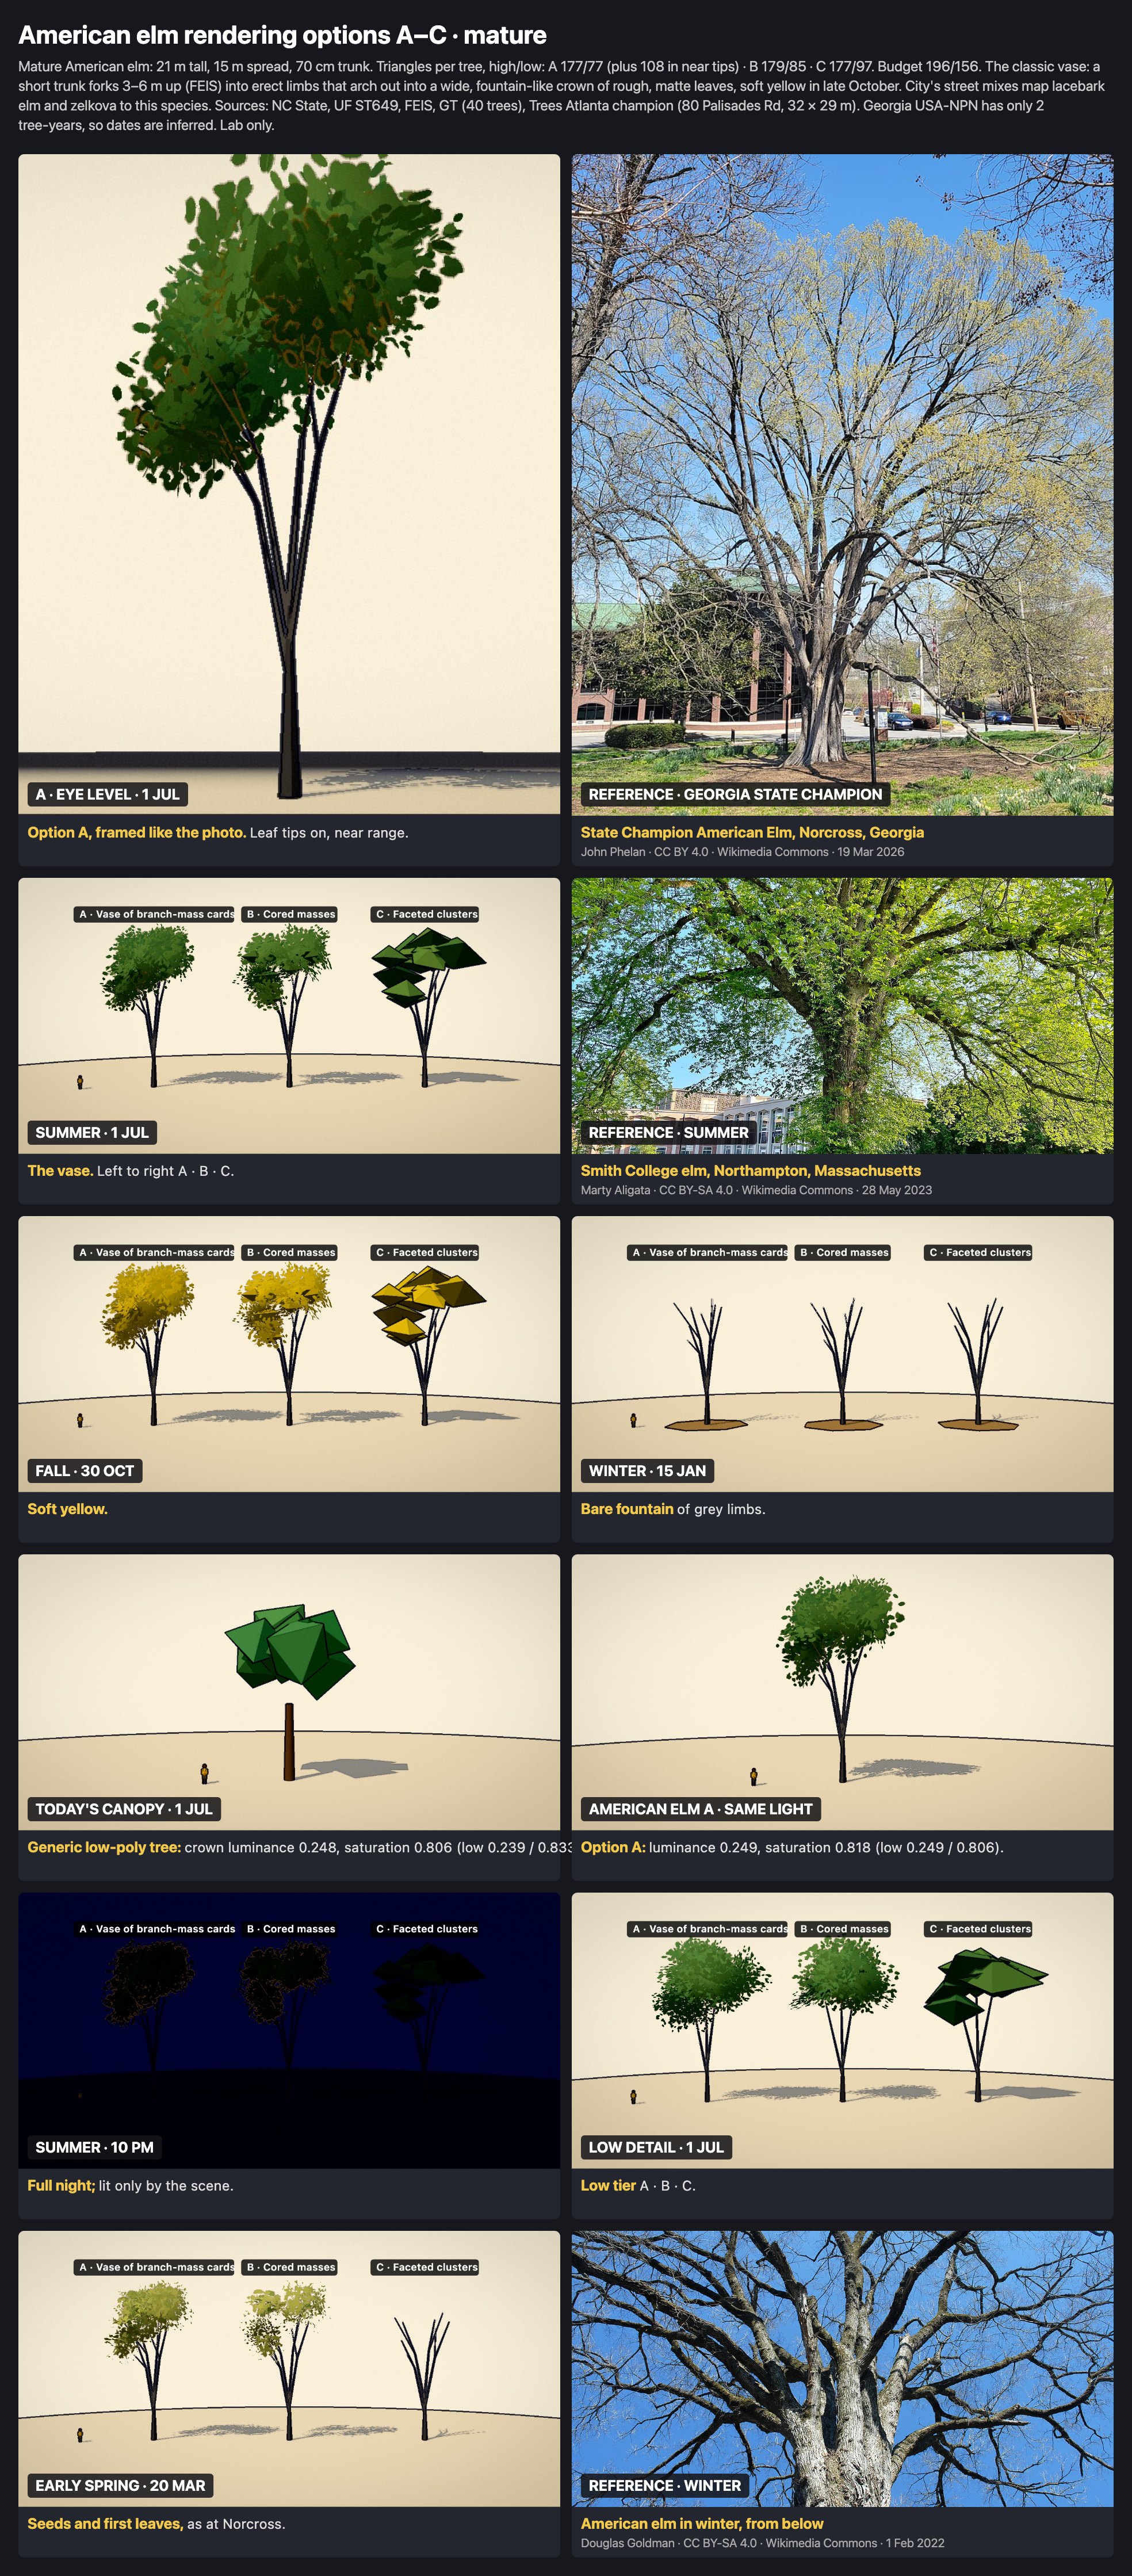 American elm rendering options A–C · mature
Mature American elm: 21 m tall, 15 m spread, 70 cm trunk. Triangles per tree, high/low: A 177/77 (plus 108 in near tips) · B 179/85 · C 177/97. Budget 196/156. The classic vase: a
short trunk forks 3–6 m up (FEIS) into erect limbs that arch out into a wide, fountain-like crown of rough, matte leaves, soft yellow in late October. City's street mixes map lacebark
elm and zelkova to this species. Sources: NC State, UF ST649, FEIS, GT (40 trees), Trees Atlanta champion (80 Palisades Rd, 32 × 29 m). Georgia USA-NPN has only 2
tree-years, so dates are inferred. Lab only.
A · EYE LEVEL · 1 JUL
Option A, framed like the photo. Leaf tips on, near range.
REFERENCE · GEORGIA STATE CHAMPION
State Champion American Elm, Norcross, Georgia
John Phelan · CC BY 4.0 · Wikimedia Commons · 19 Mar 2026
A · Vase of branch-mass cards
B · Cored masses
C · Faceted clusters
SUMMER · 1 JUL
The vase. Left to right A · B · C.
REFERENCE · SUMMER
Smith College elm, Northampton, Massachusetts
Marty Aligata · CC BY-SA 4.0 · Wikimedia Commons · 28 May 2023
A · Vase of branch-mass cards
B · Cored masses
C · Faceted clusters
FALL · 30 OCT
Soft yellow.
A · Vase of branch-mass cards
B · Cored masses
C · Faceted clusters
WINTER · 15 JAN
Bare fountain of grey limbs.
TODAY'S CANOPY · 1 JUL
Generic low-poly tree: crown luminance 0.248, saturation 0.806 (low 0.239 / 0.833
AMERICAN ELM A · SAME LIGHT
Option A: luminance 0.249, saturation 0.818 (low 0.249 / 0.806).
A · Vase of branch-mass cards
B · Cored masses
C · Faceted clusters
SUMMER · 10 PM
Full night; lit only by the scene.
A · Vase of branch-mass cards
B · Cored masses
C · Faceted clusters
LOW DETAIL · 1 JUL
Low tier A · B · C.
A · Vase of branch-mass cards
B · Cored masses
C · Faceted clusters
EARLY SPRING · 20 MAR
Seeds and first leaves, as at Norcross.
REFERENCE · WINTER
American elm in winter, from below
Douglas Goldman · CC BY-SA 4.0 · Wikimedia Commons · 1 Feb 2022